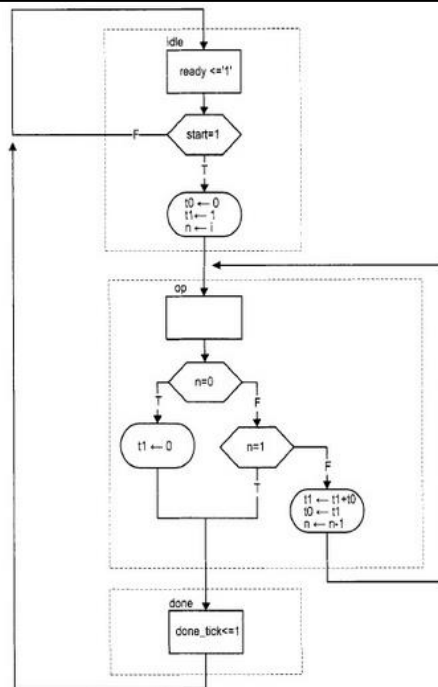 idle
ready <='1'
F
start=1
T
t0 ← 0
t1 ← 1
n ← i
op
n=0
T
F
t1 ← 0
n=1
F
T
t1 ← t1+t0
t0 ← t1
n ← n-1
done
done_tick<=1